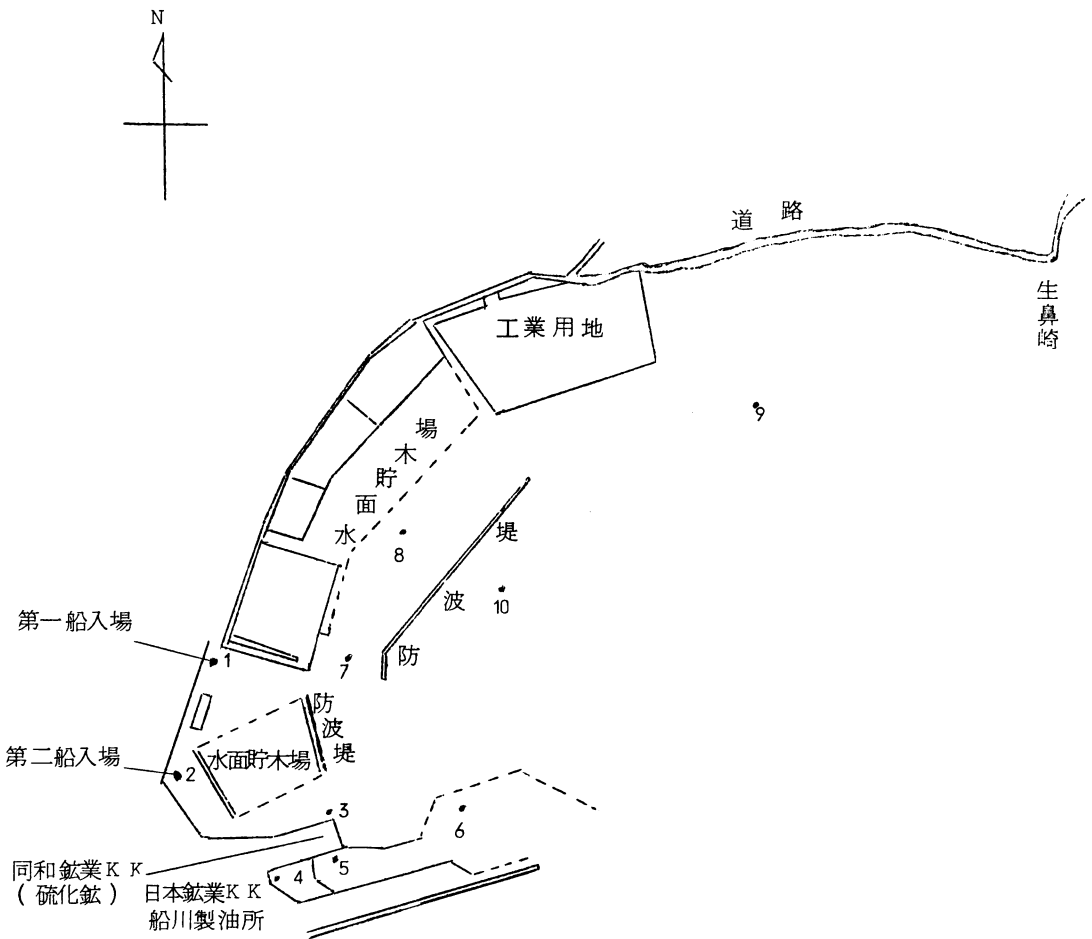 N
道路
生鼻崎
工業用地
9
水面貯木場
8
防波堤
10
第一船入場
1
7
防波堤
第二船入場
2
水面貯木場
3
6
同和鉱業KK
(硫化鉱)
日本鉱業KK
船川製油所
4
5